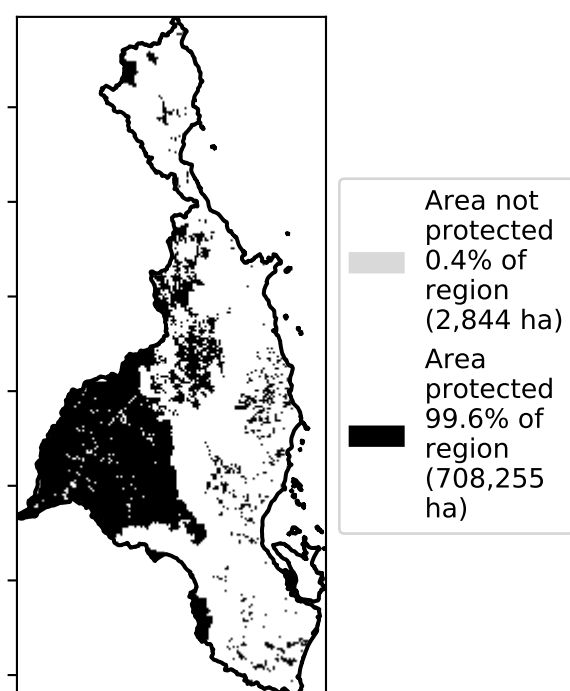 Area not
protected
0.4% of
region
(2,844 ha)
Area
protected
99.6% of
region
(708,255
ha)